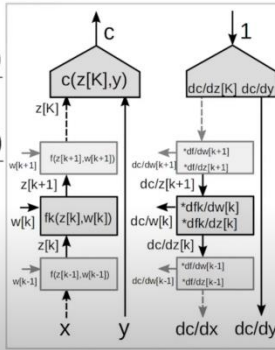 c
1
c(z[K],y)
dc/dz[K] dc/dy
z[K]
w[k+1]
f(z[k+1],w[k+1])
dc/dw[k+1]
*df/dw[k+1]
*df/dz[k+1]
z[k+1]
dc/z[k+1]
w[k]
fk(z[k],w[k])
dc/w[k]
*dfk/dw[k]
*dfk/dz[k]
z[k]
dc/dz[k]
w[k-1]
f(z[k-1],w[k-1])
dc/dw[k-1]
*df/dw[k-1]
*df/dz[k-1]
x
y
dc/dx
dc/dy